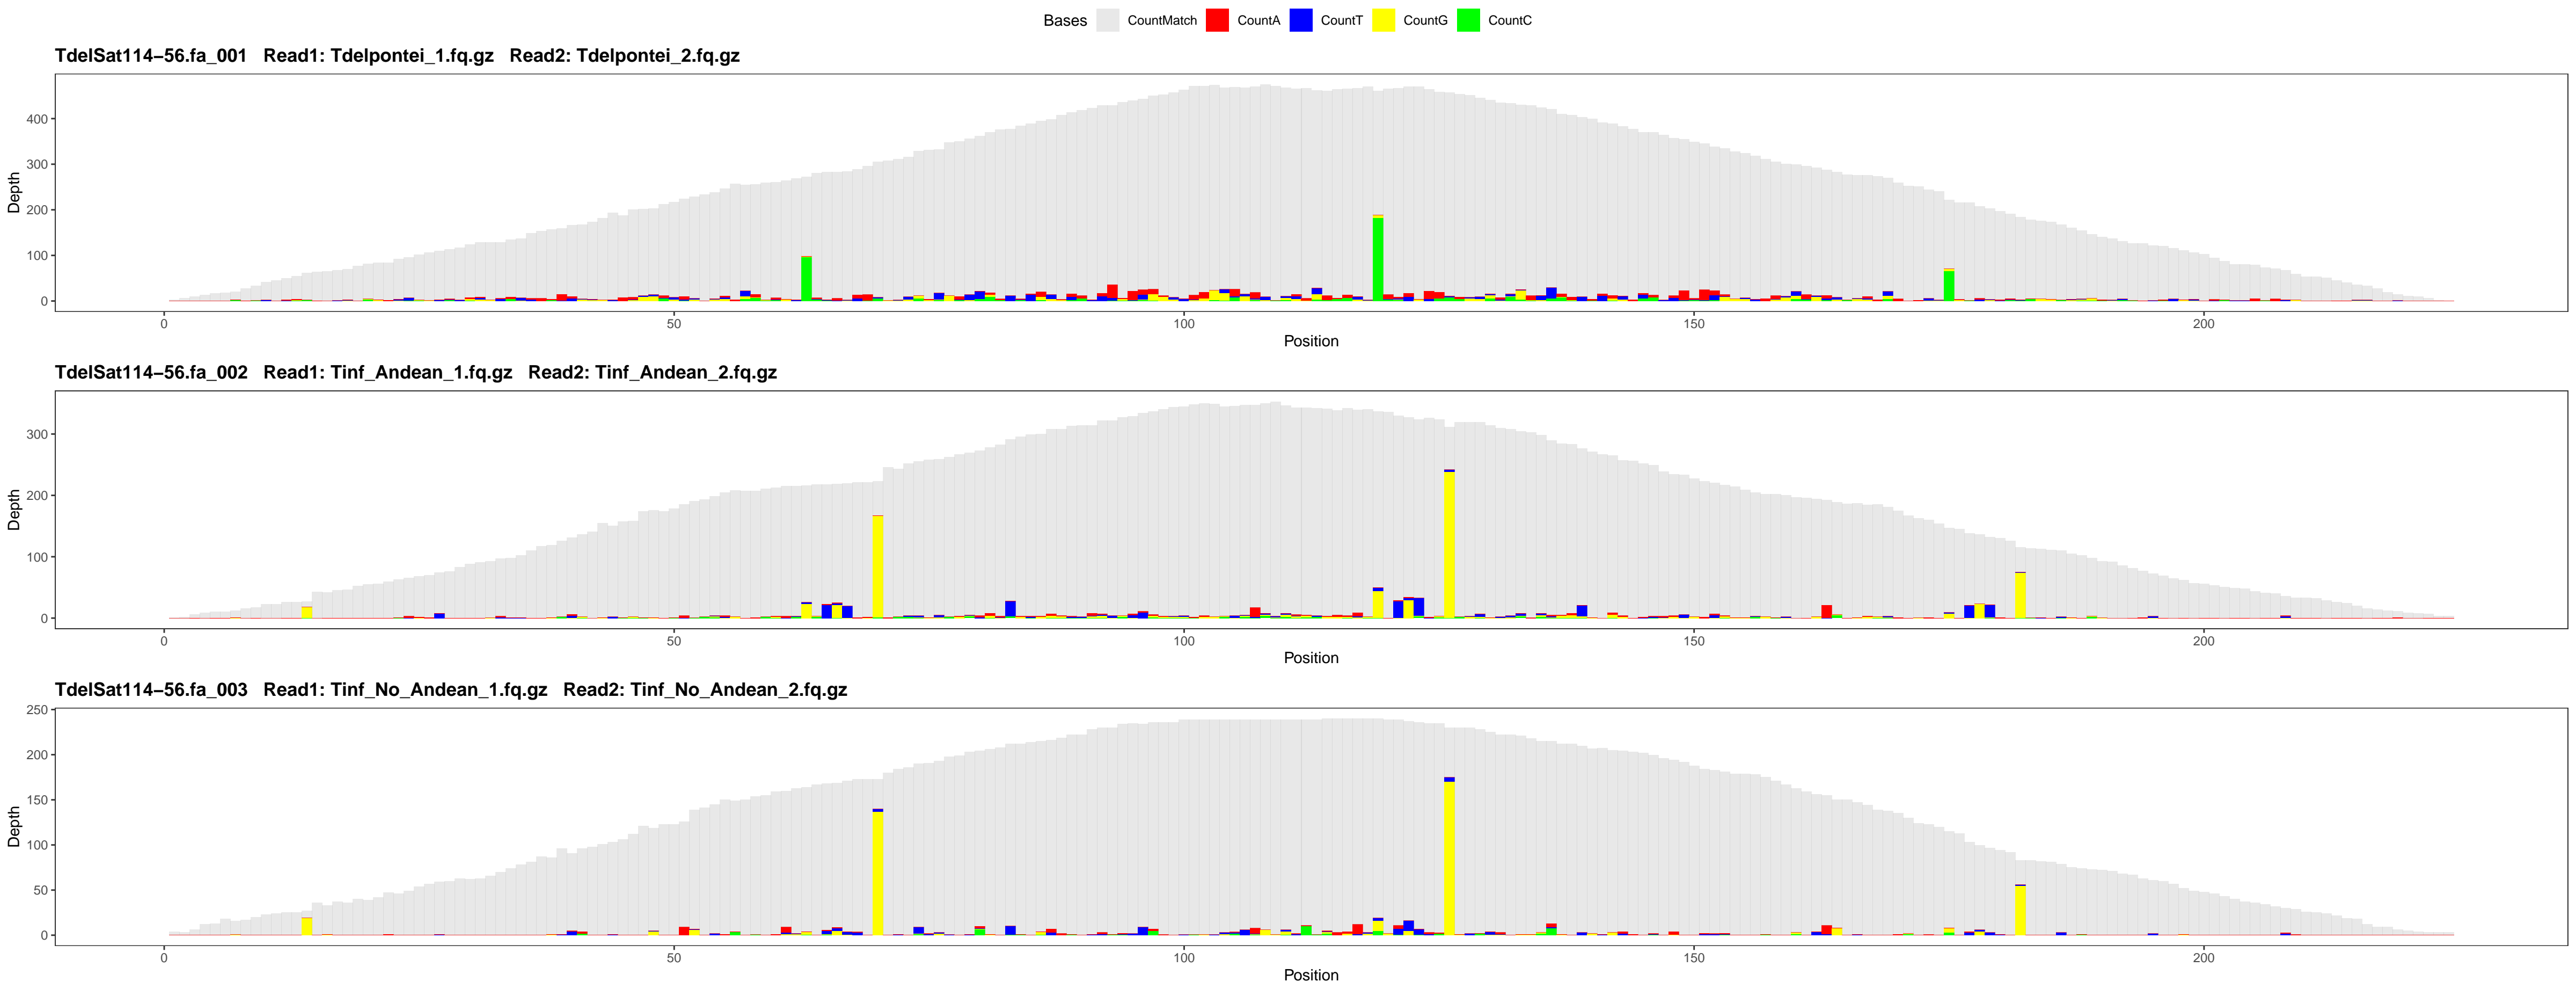 Bases CountMatch CountA CountT CountG CountC
TdelSat114–56.fa_001 Read1: Tdelpontei_1.fq.gz Read2: Tdelpontei_2.fq.gz
400
300
200
100
0
Depth
0 50 100 150 200
Position
TdelSat114–56.fa_002 Read1: Tinf_Andean_1.fq.gz Read2: Tinf_Andean_2.fq.gz
300
200
100
0
Depth
0 50 100 150 200
Position
TdelSat114–56.fa_003 Read1: Tinf_No_Andean_1.fq.gz Read2: Tinf_No_Andean_2.fq.gz
250
200
150
100
50
0
Depth
0 50 100 150 200
Position